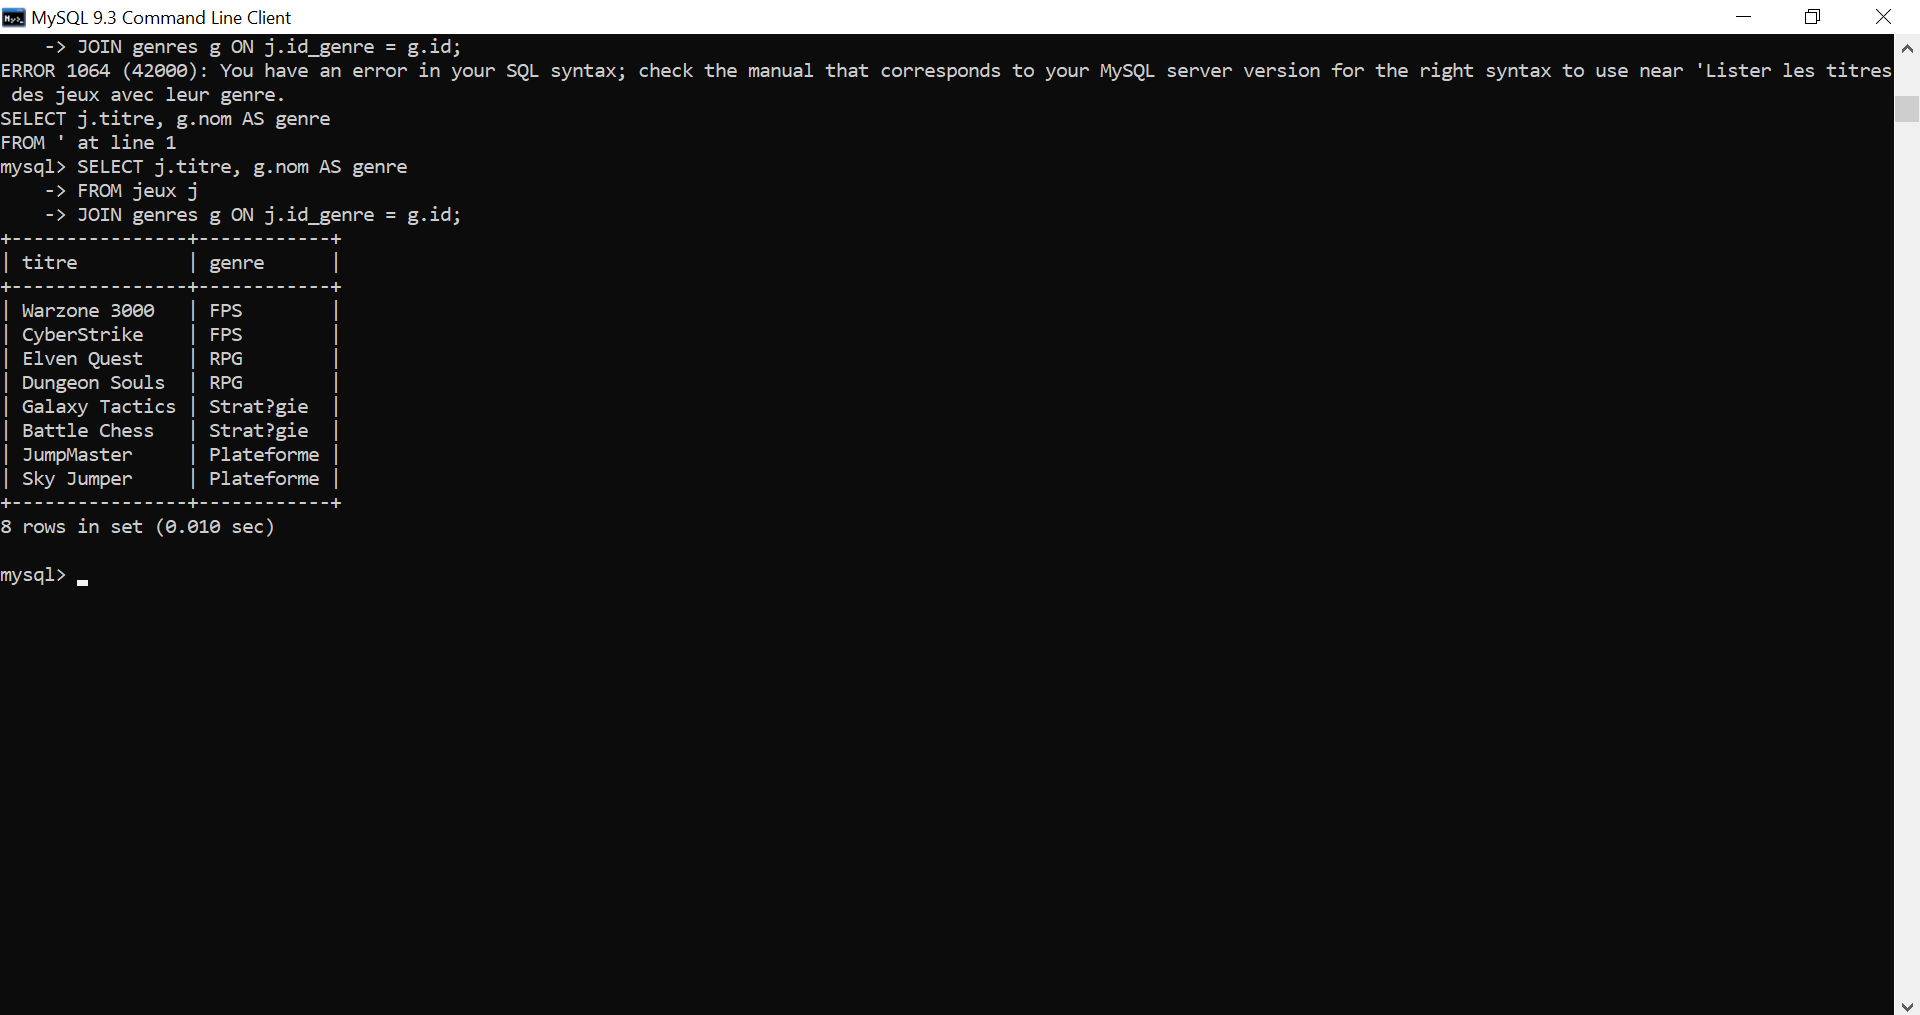 MySQL 9.3 Command Line Client
    -> JOIN genres g ON j.id_genre = g.id;
ERROR 1064 (42000): You have an error in your SQL syntax; check the manual that corresponds to your MySQL server version for the right syntax to use near 'Lister les titres
 des jeux avec leur genre.
SELECT j.titre, g.nom AS genre
FROM ' at line 1
mysql> SELECT j.titre, g.nom AS genre
    -> FROM jeux j
    -> JOIN genres g ON j.id_genre = g.id;
+----------------+------------+
| titre          | genre      |
+----------------+------------+
| Warzone 3000   | FPS        |
| CyberStrike    | FPS        |
| Elven Quest    | RPG        |
| Dungeon Souls  | RPG        |
| Galaxy Tactics | Strat?gie  |
| Battle Chess   | Strat?gie  |
| JumpMaster     | Plateforme |
| Sky Jumper     | Plateforme |
+----------------+------------+
8 rows in set (0.010 sec)

mysql> _